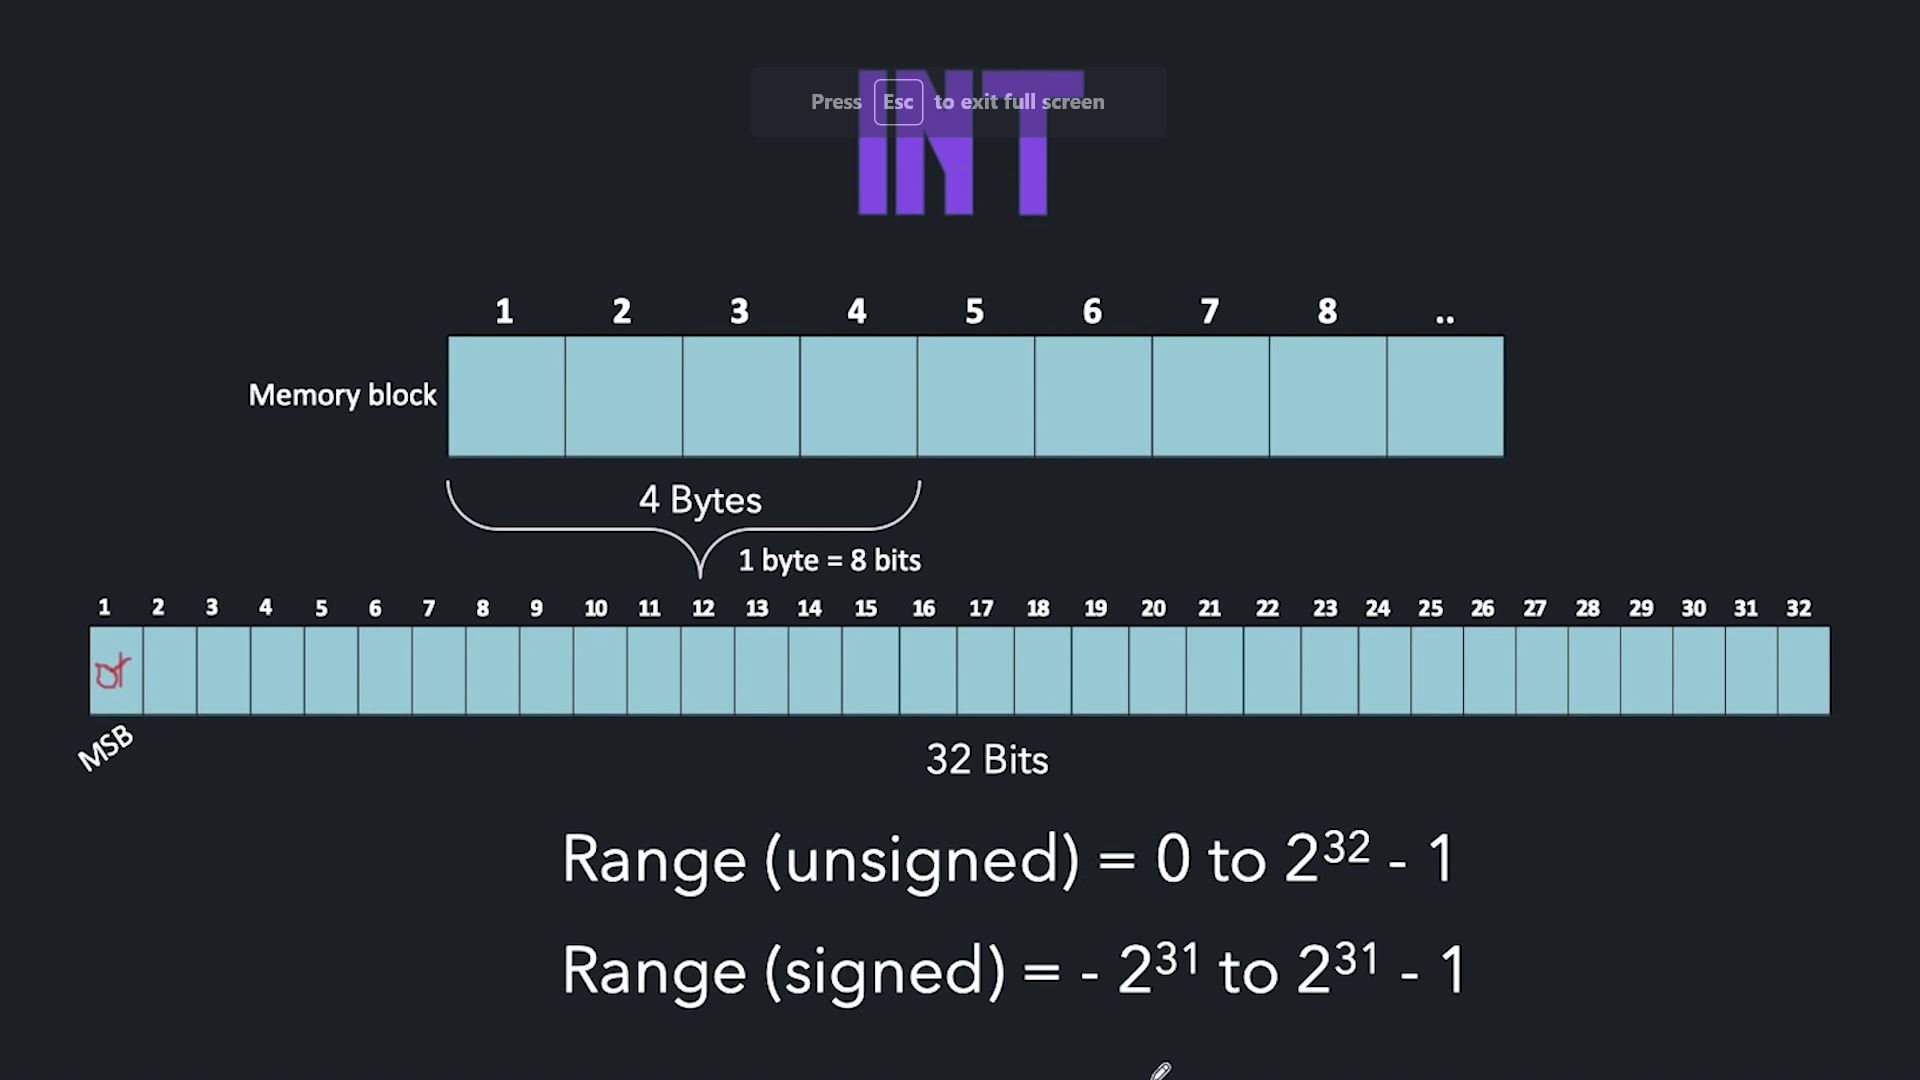 INT
Press Esc to exit full screen
1 2 3 4 5 6 7 8 ..
Memory block
4 Bytes
1 byte = 8 bits
1 2 3 4 5 6 7 8 9 10 11 12 13 14 15 16 17 18 19 20 21 22 23 24 25 26 27 28 29 30 31 32
MSB
32 Bits
Range (unsigned) = 0 to 2³² - 1
Range (signed) = - 2³¹ to 2³¹ - 1